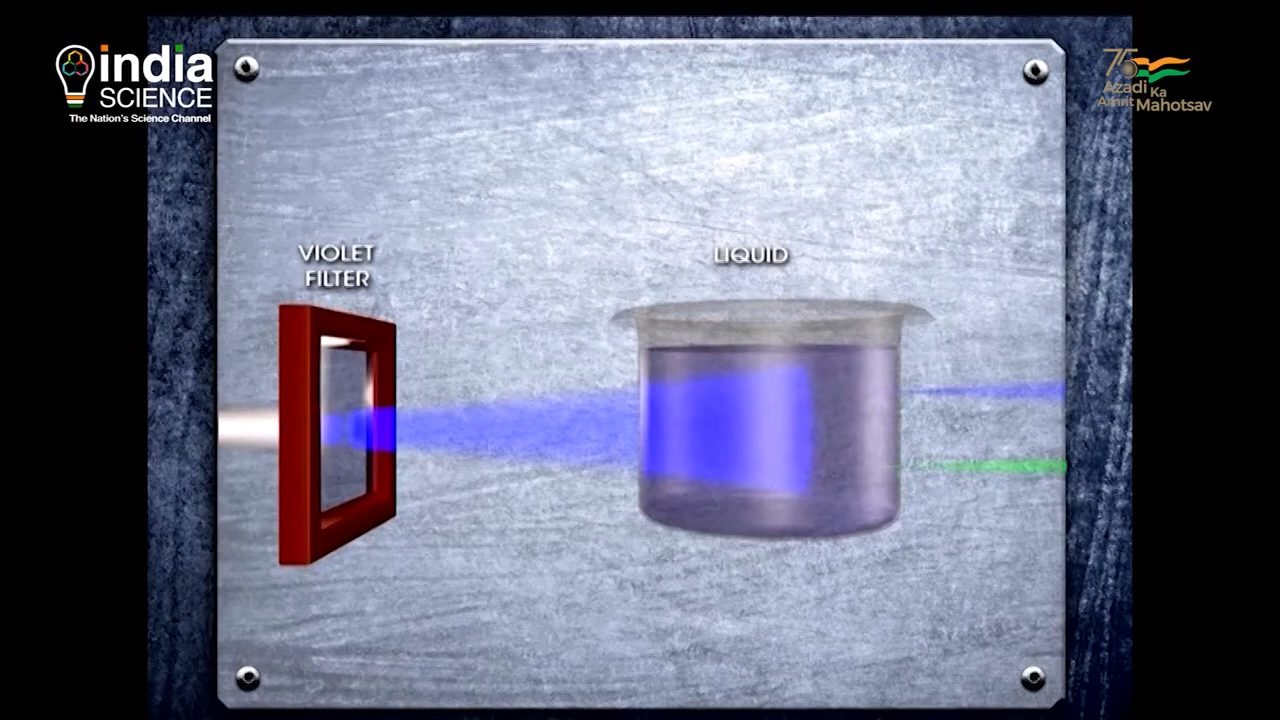 india
SCIENCE
The Nation's Science Channel
75
Azadi Ka
Amrit Mahotsav
VIOLET
FILTER
LIQUID